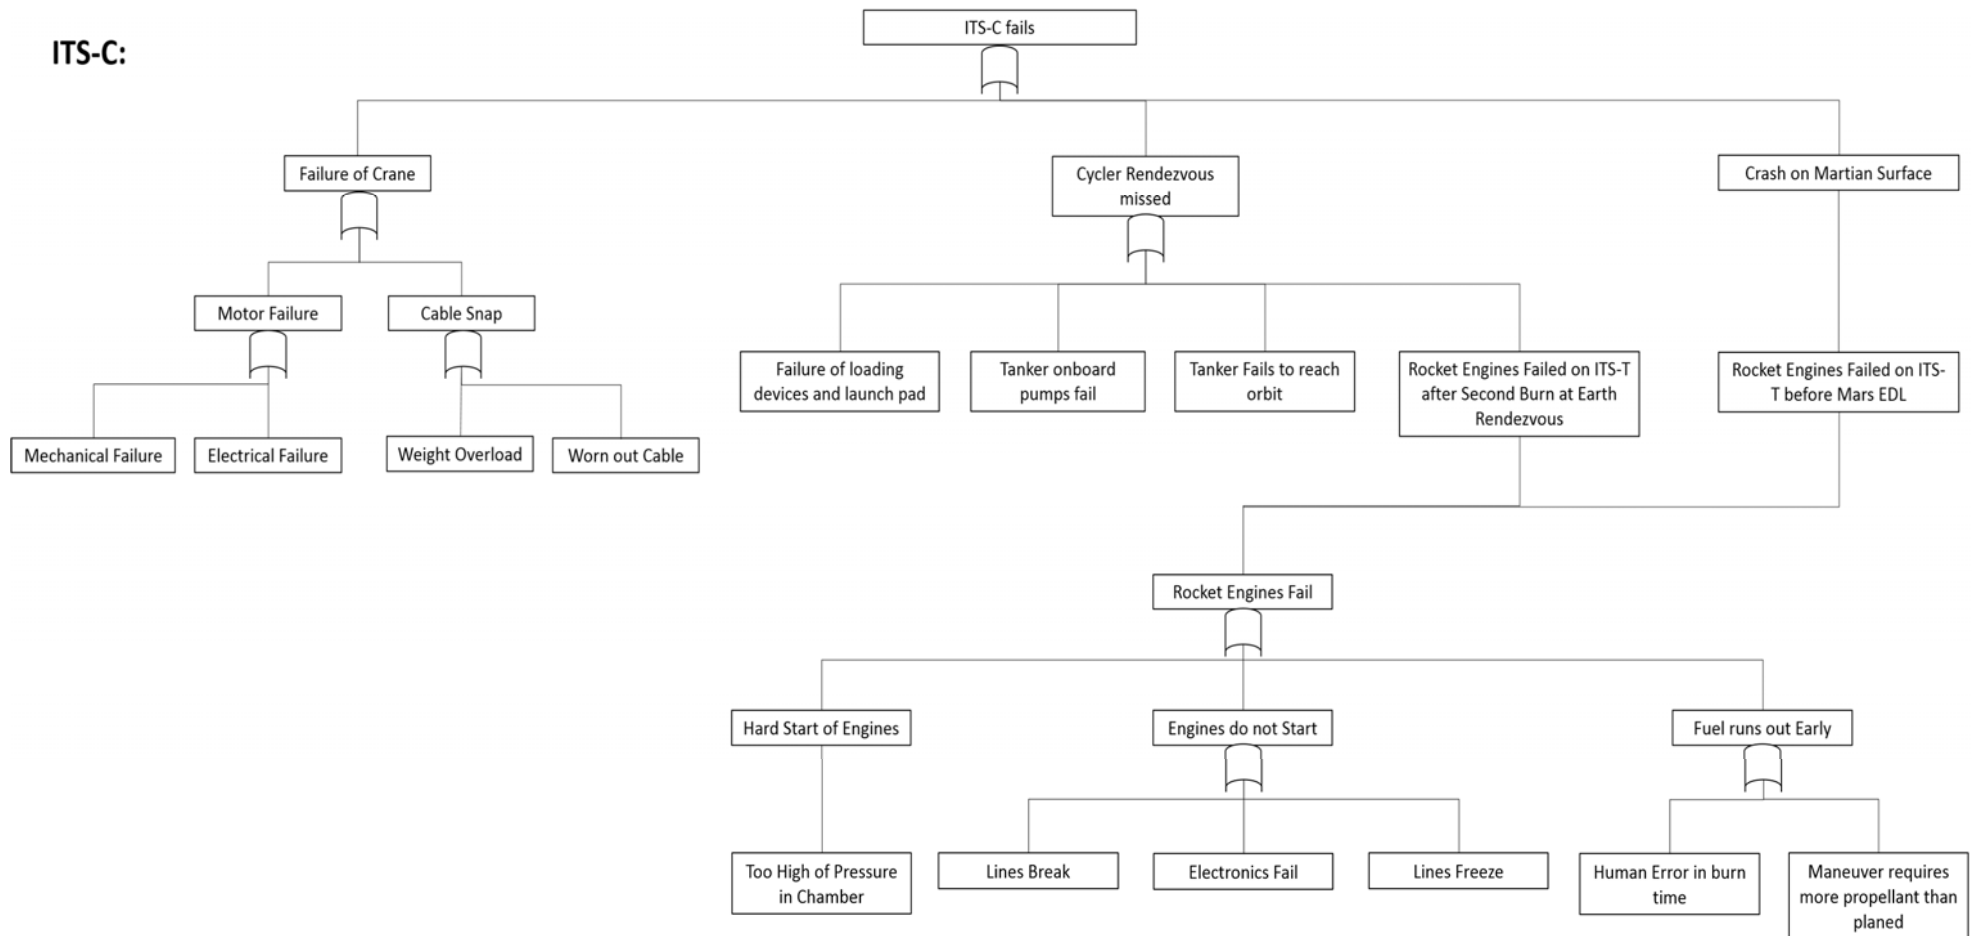 ITS-C fails
ITS-C:
Failure of Crane
Cycler Rendezvous
missed
Crash on Martian Surface
Motor Failure
Cable Snap
Failure of loading
devices and launch pad
Tanker onboard
pumps fail
Tanker Fails to reach
orbit
Rocket Engines Failed on ITS-T
after Second Burn at Earth
Rendezvous
Rocket Engines Failed on ITS-
T before Mars EDL
Mechanical Failure
Electrical Failure
Weight Overload
Worn out Cable
Rocket Engines Fail
Hard Start of Engines
Engines do not Start
Fuel runs out Early
Too High of Pressure
in Chamber
Lines Break
Electronics Fail
Lines Freeze
Human Error in burn
time
Maneuver requires
more propellant than
planed